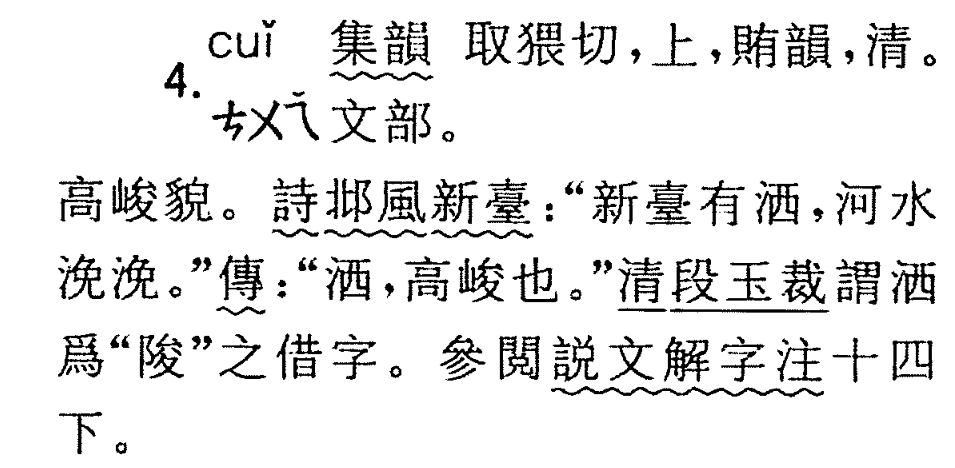 4. cuǐ 集韻 取猥切,上,賄韻,清。
ㄘㄨㄟˇ 文部。
高峻貌。詩邶風新臺:“新臺有洒,河水
浼浼。”傳:“洒,高峻也。”清段玉裁謂洒
爲“陖”之借字。參閲説文解字注十四
下。